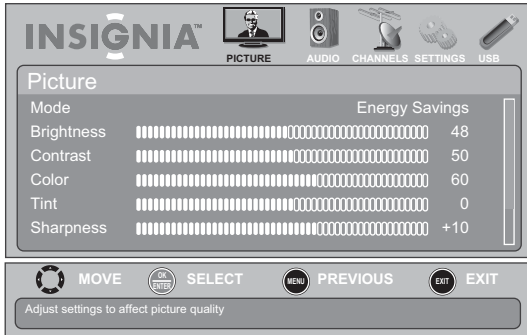 INSIGNIA™
PICTURE AUDIO CHANNELS SETTINGS USB
Picture
Mode Energy Savings
Brightness 48
Contrast 50
Color 60
Tint 0
Sharpness +10
MOVE OK ENTER SELECT MENU PREVIOUS EXIT EXIT
Adjust settings to affect picture quality